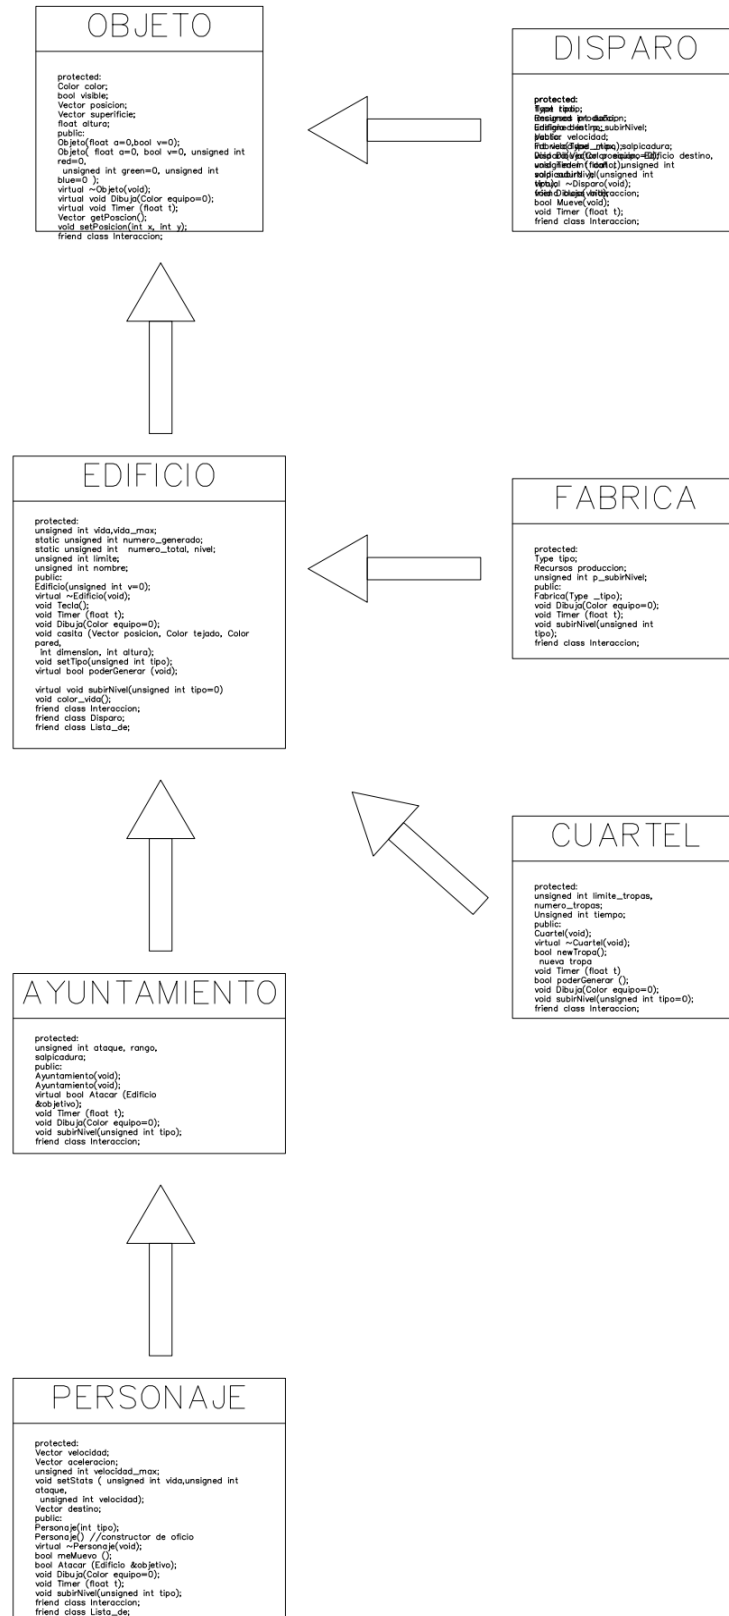 OBJETO
protected:
Color color;
bool visible;
Vector posicion;
Vector superificie;
float altura;
public:
Objeto(float a=0,bool v=0);
Objeto( float a=0, bool v=0, unsigned int
red=0,
unsigned int green=0, unsigned int
blue=0 );
virtual ~Objeto(void);
virtual void Dibuja(Color equipo=0);
virtual void Timer (float t);
Vector getPoscion();
void setPosicion(int x, int y);
friend class Interaccion;
DISPARO
protected:
bool Mueve(void);
void Timer (float t);
friend class Interaccion;
EDIFICIO
protected:
unsigned int vida,vida_max;
static unsigned int numero_generado;
static unsigned int numero_total, nivel;
unsigned int limite;
unsigned int nombre;
public:
Edificio(unsigned int v=0);
virtual ~Edificio(void);
void Tecla();
void Timer (float t);
void Dibuja(Color equipo=0);
void casita (Vector posicion, Color tejado, Color
pared,
int dimension, int altura);
void setTipo(unsigned int tipo);
virtual bool poderGenerar (void);
virtual void subirNivel(unsigned int tipo=0)
void color_vida();
friend class Interaccion;
friend class Disparo;
friend class Lista_de;
FABRICA
protected:
Type tipo;
Recursos produccion;
unsigned int p_subirNivel;
public:
Fabrica(Type _tipo);
void Dibuja(Color equipo=0);
void Timer (float t);
void subirNivel(unsigned int
tipo);
friend class Interaccion;
CUARTEL
protected:
unsigned int limite_tropas,
numero_tropas;
Unsigned int tiempo;
public:
Cuartel(void);
virtual ~Cuartel(void);
bool newTropa();
nueva tropa
void Timer (float t)
bool poderGenerar ();
void Dibuja(Color equipo=0);
void subirNivel(unsigned int tipo=0);
friend class Interaccion;
AYUNTAMIENTO
protected:
unsigned int ataque, rango,
salpicadura;
public:
Ayuntamiento(void);
Ayuntamiento(void);
virtual bool Atacar (Edificio
&objetivo);
void Timer (float t);
void Dibuja(Color equipo=0);
void subirNivel(unsigned int tipo);
friend class Interaccion;
PERSONAJE
protected:
Vector velocidad;
Vector aceleracion;
unsigned int velocidad_max;
void setStats ( unsigned int vida,unsigned int
ataque,
unsigned int velocidad);
Vector destino;
public:
Personaje(int tipo);
Personaje() //constructor de oficio
virtual ~Personaje(void);
bool meMuevo ();
bool Atacar (Edificio &objetivo);
void Dibuja(Color equipo=0);
void Timer (float t);
void subirNivel(unsigned int tipo);
friend class Interaccion;
friend class Lista_de;